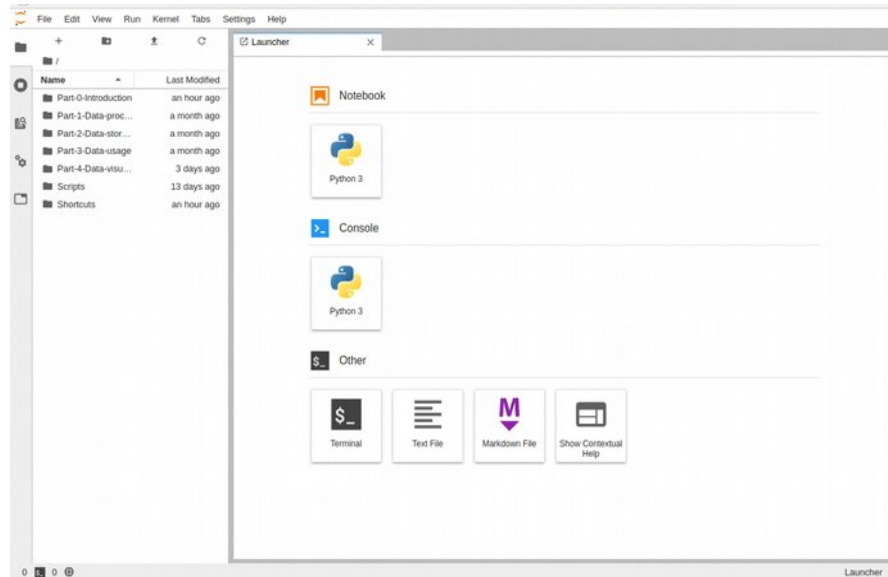 File Edit View Run Kernel Tabs Settings Help
Launcher
/
Name Last Modified
Part-0-Introduction an hour ago
Part-1-Data-proc... a month ago
Part-2-Data-stor... a month ago
Part-3-Data-usage a month ago
Part-4-Data-visu... 3 days ago
Scripts 13 days ago
Shortcuts an hour ago
Notebook
Python 3
Console
Python 3
$_ Other
$_
Terminal Text File Markdown File Show Contextual
Help
0 $_ 0 Launcher